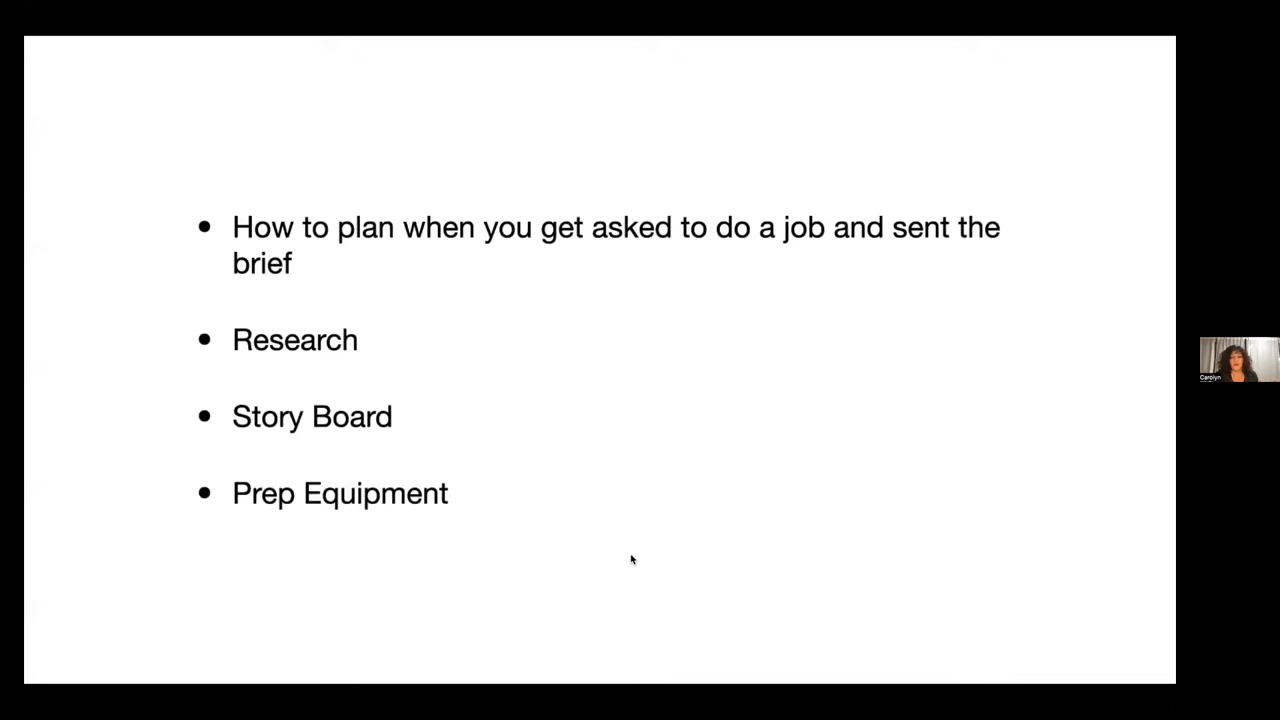 • How to plan when you get asked to do a job and sent the
brief
• Research
• Story Board
• Prep Equipment
Carolyn